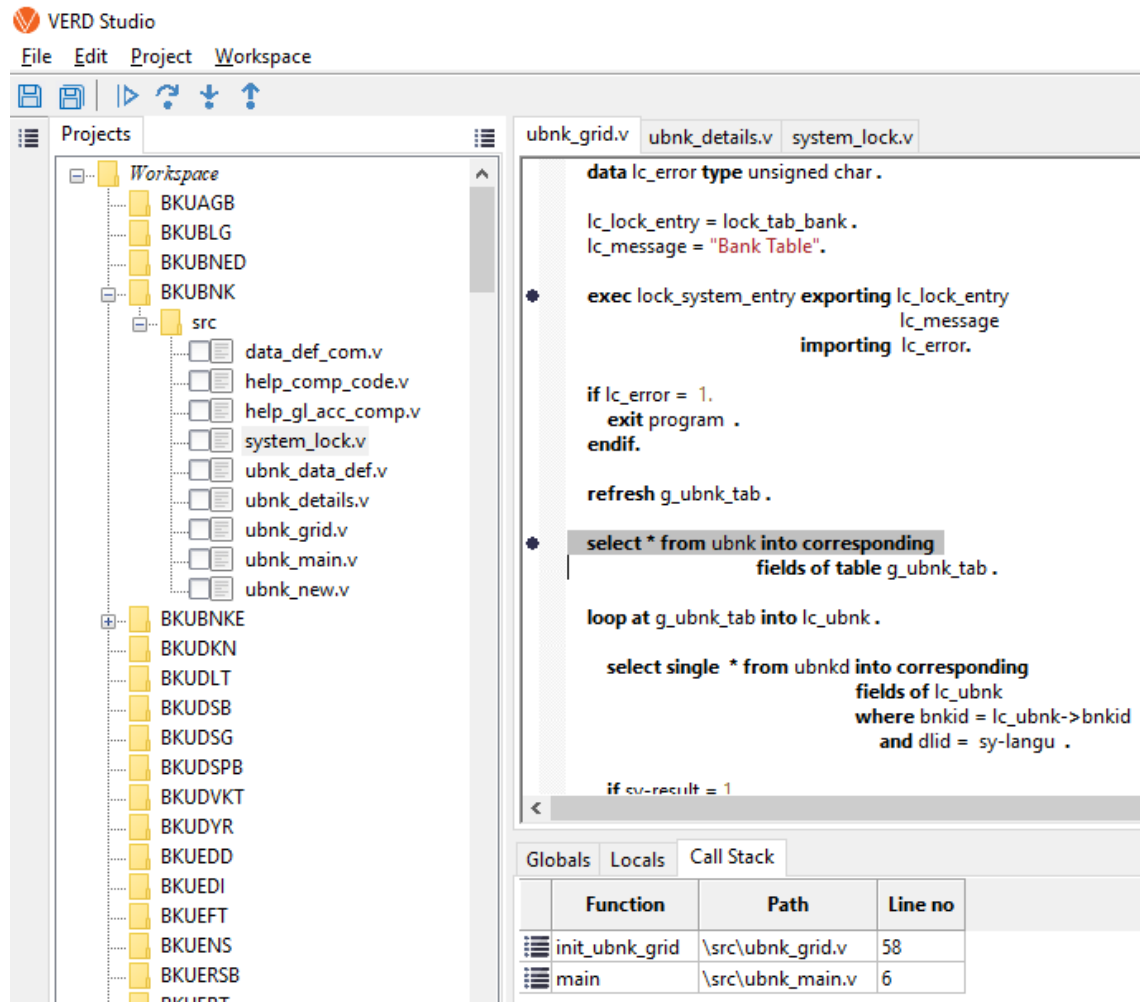 VERD Studio
File Edit Project Workspace
Projects
Workspace
BKUAGB
BKUBLG
BKUBNED
BKUBNK
src
data_def_com.v
help_comp_code.v
help_gl_acc_comp.v
system_lock.v
ubnk_data_def.v
ubnk_details.v
ubnk_grid.v
ubnk_main.v
ubnk_new.v
BKUBNKE
BKUDKN
BKUDLT
BKUDSB
BKUDSG
BKUDSPB
BKUDVKT
BKUDYR
BKUEDD
BKUEDI
BKUEFT
BKUENS
BKUERSB
ubnk_grid.v ubnk_details.v system_lock.v
data lc_error type unsigned char .
lc_lock_entry = lock_tab_bank .
lc_message = "Bank Table".
exec lock_system_entry exporting lc_lock_entry
lc_message
importing lc_error.
if lc_error = 1.
exit program .
endif.
refresh g_ubnk_tab .
select * from ubnk into corresponding
fields of table g_ubnk_tab .
loop at g_ubnk_tab into lc_ubnk .
select single * from ubnkd into corresponding
fields of lc_ubnk
where bnkid = lc_ubnk->bnkid
and dlid = sy-langu .
if sy-result = 1
Globals Locals Call Stack
Function Path Line no
init_ubnk_grid \src\ubnk_grid.v 58
main \src\ubnk_main.v 6